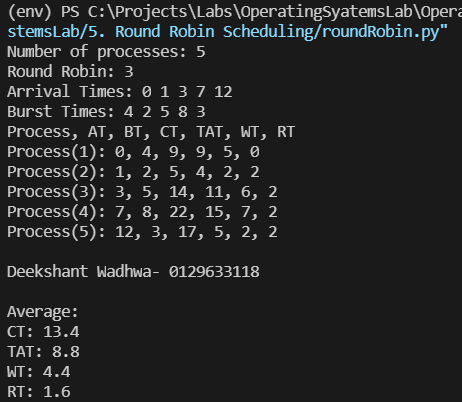 (env) PS C:\Projects\Labs\OperatingSyatemsLab\Opera
stemsLab/5. Round Robin Scheduling/roundRobin.py"
Number of processes: 5
Round Robin: 3
Arrival Times: 0 1 3 7 12
Burst Times: 4 2 5 8 3
Process, AT, BT, CT, TAT, WT, RT
Process(1): 0, 4, 9, 9, 5, 0
Process(2): 1, 2, 5, 4, 2, 2
Process(3): 3, 5, 14, 11, 6, 2
Process(4): 7, 8, 22, 15, 7, 2
Process(5): 12, 3, 17, 5, 2, 2
Deekshant Wadhwa- 0129633118
Average:
CT: 13.4
TAT: 8.8
WT: 4.4
RT: 1.6